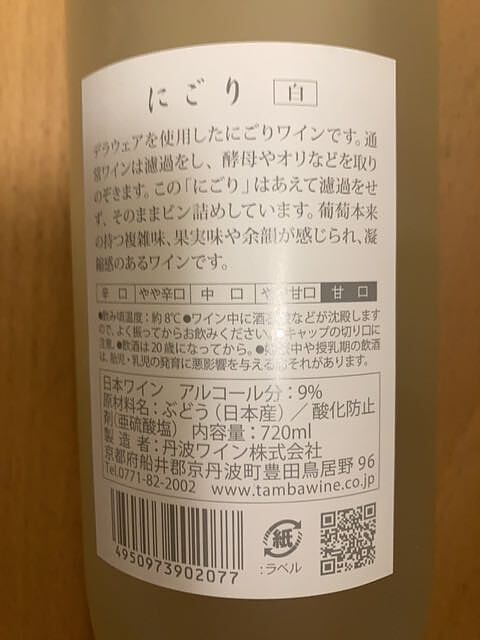 にごり 白
デラウェアを使用したにごりワインです。通
常ワインは濾過をし、酵母やオリなどを取り
のぞきます。この「にごり」はあえて濾過をせ
ず、そのままビン詰めしています。葡萄本来
の持つ複雑味、果実味や余韻が感じられ、凝
縮感のあるワインです。
辛口 やや辛口 中口 やや甘口 甘口
●飲み頃温度：約8℃●ワイン中に酒石などが沈殿します
ので、よく振ってからお飲みください。●キャップの切り口に
注意。●飲酒は20歳になってから。●妊娠中や授乳期の飲酒
は、胎児・乳児の発育に悪影響を与えるおそれがあります。
日本ワイン アルコール分：9%
原材料名：ぶどう（日本産）／酸化防止
剤（亜硫酸塩） 内容量：720ml
製造者：丹波ワイン株式会社
京都府船井郡京丹波町豊田鳥居野96
Tel.0771-82-2002 www.tambawine.co.jp
4950973902077
紙
：ラベル